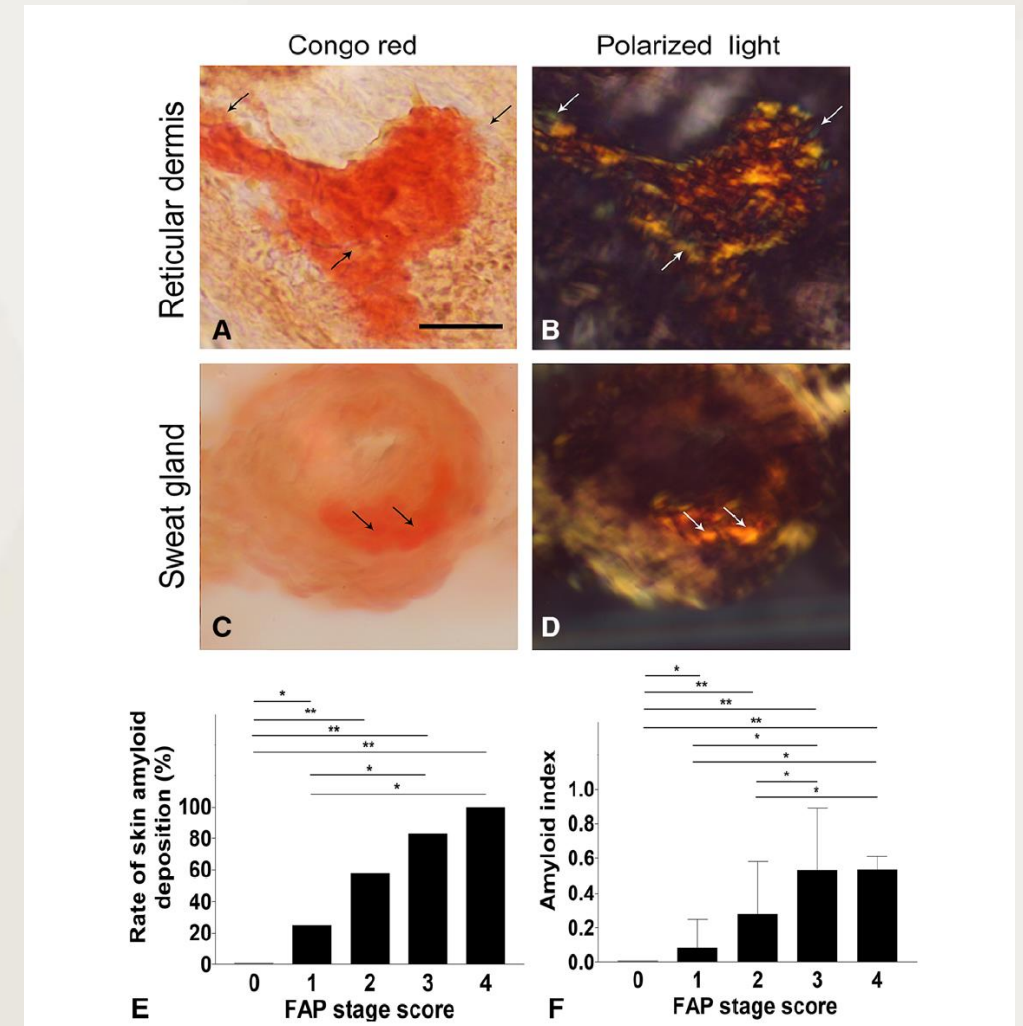 Congo red
Polarized light
Reticular dermis
A
B
Sweat gland
C
D
*
**
**
**
*
*
Rate of skin amyloid
deposition (%)
100
80
60
40
20
0
0 1 2 3 4
FAP stage score
E
*
**
**
**
*
*
*
*
Amyloid index
1.0
0.8
0.6
0.4
0.2
0.0
0 1 2 3 4
FAP stage score
F